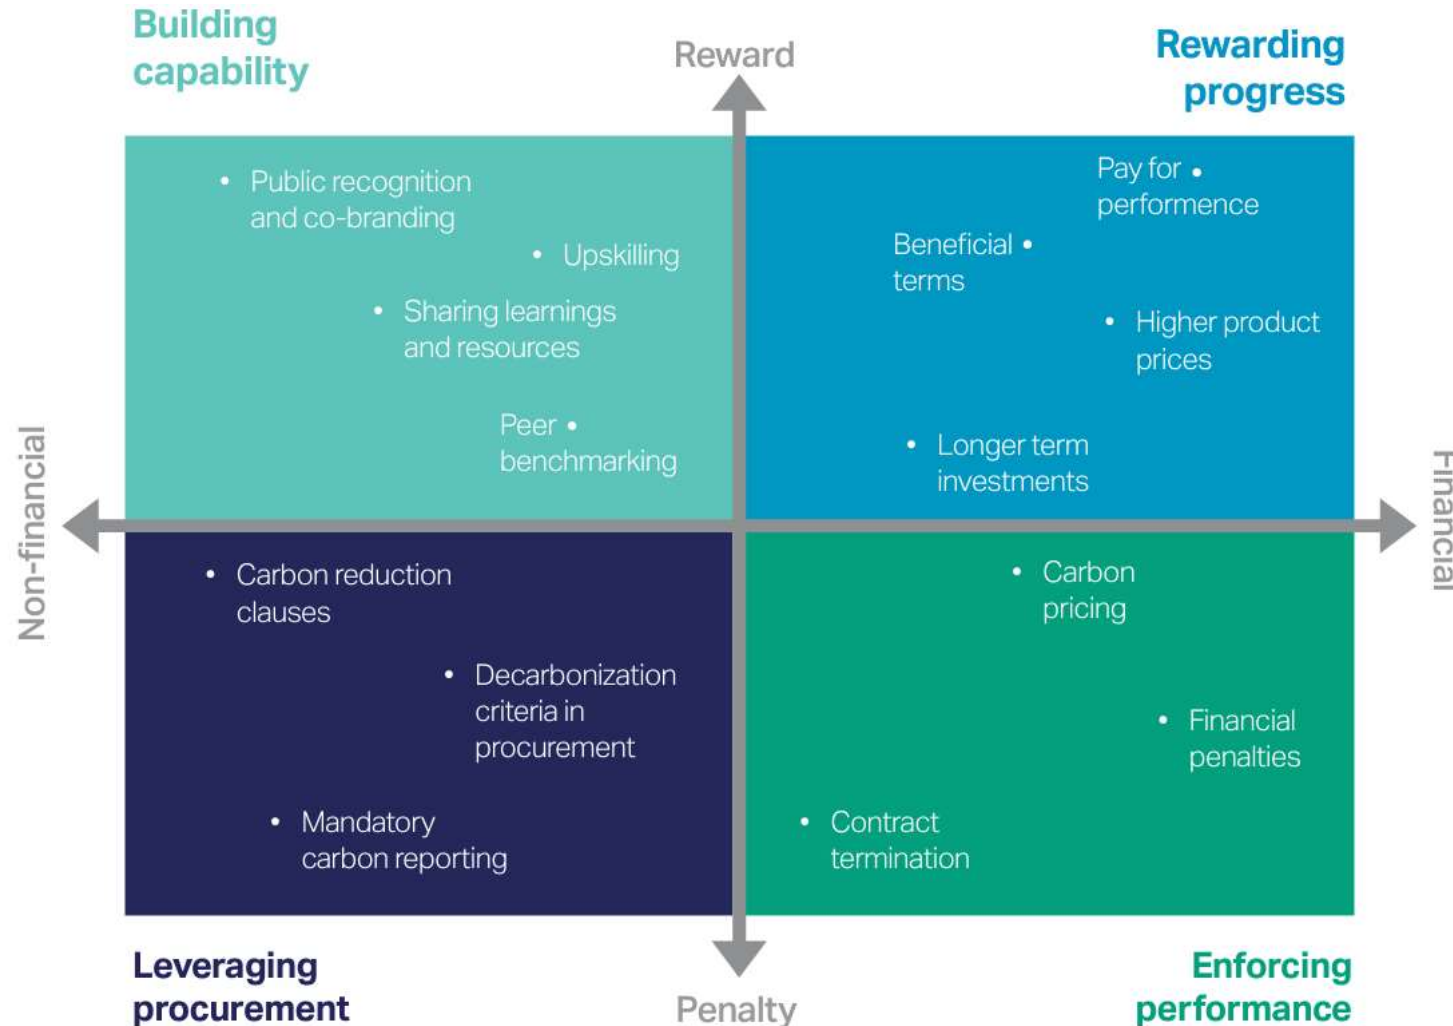 Building
capability
Reward
Rewarding
progress
• Public recognition
and co-branding
• Upskilling
• Sharing learnings
and resources
Peer •
benchmarking
Pay for •
performence
Beneficial •
terms
• Higher product
prices
• Longer term
investments
Non-financial
Financial
• Carbon reduction
clauses
• Decarbonization
criteria in
procurement
• Mandatory
carbon reporting
• Carbon
pricing
• Financial
penalties
• Contract
termination
Leveraging
procurement
Penalty
Enforcing
performance